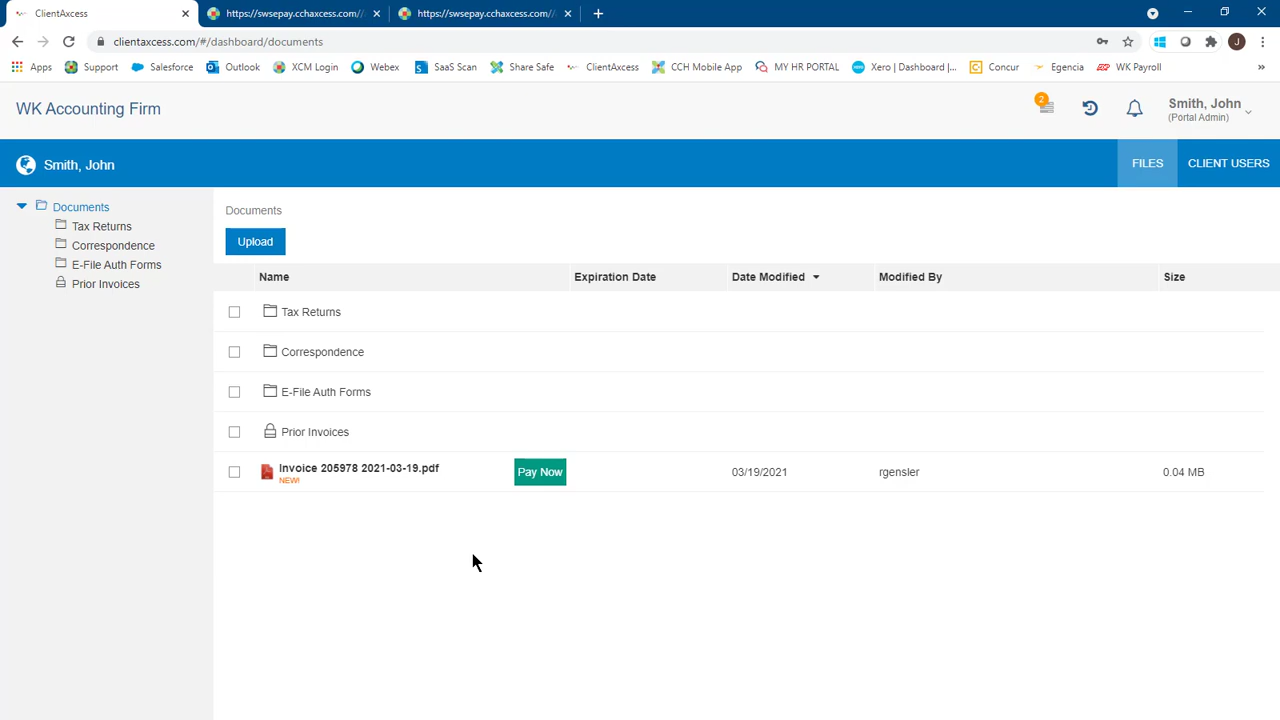 ClientAxcess
https://swsepay.cchaxcess.com//
https://swsepay.cchaxcess.com//
clientaxcess.com/#/dashboard/documents
Apps
Support
Salesforce
Outlook
XCM Login
Webex
SaaS Scan
Share Safe
ClientAxcess
CCH Mobile App
MY HR PORTAL
Xero | Dashboard |...
Concur
Egencia
WK Payroll
»
WK Accounting Firm
2
Smith, John
(Portal Admin)
J
Smith, John
FILES
CLIENT USERS
Documents
Tax Returns
Correspondence
E-File Auth Forms
Prior Invoices
Documents
Upload
Name
Expiration Date
Date Modified
Modified By
Size
Tax Returns
Correspondence
E-File Auth Forms
Prior Invoices
Invoice 205978 2021-03-19.pdf
NEW!
Pay Now
03/19/2021
rgensler
0.04 MB